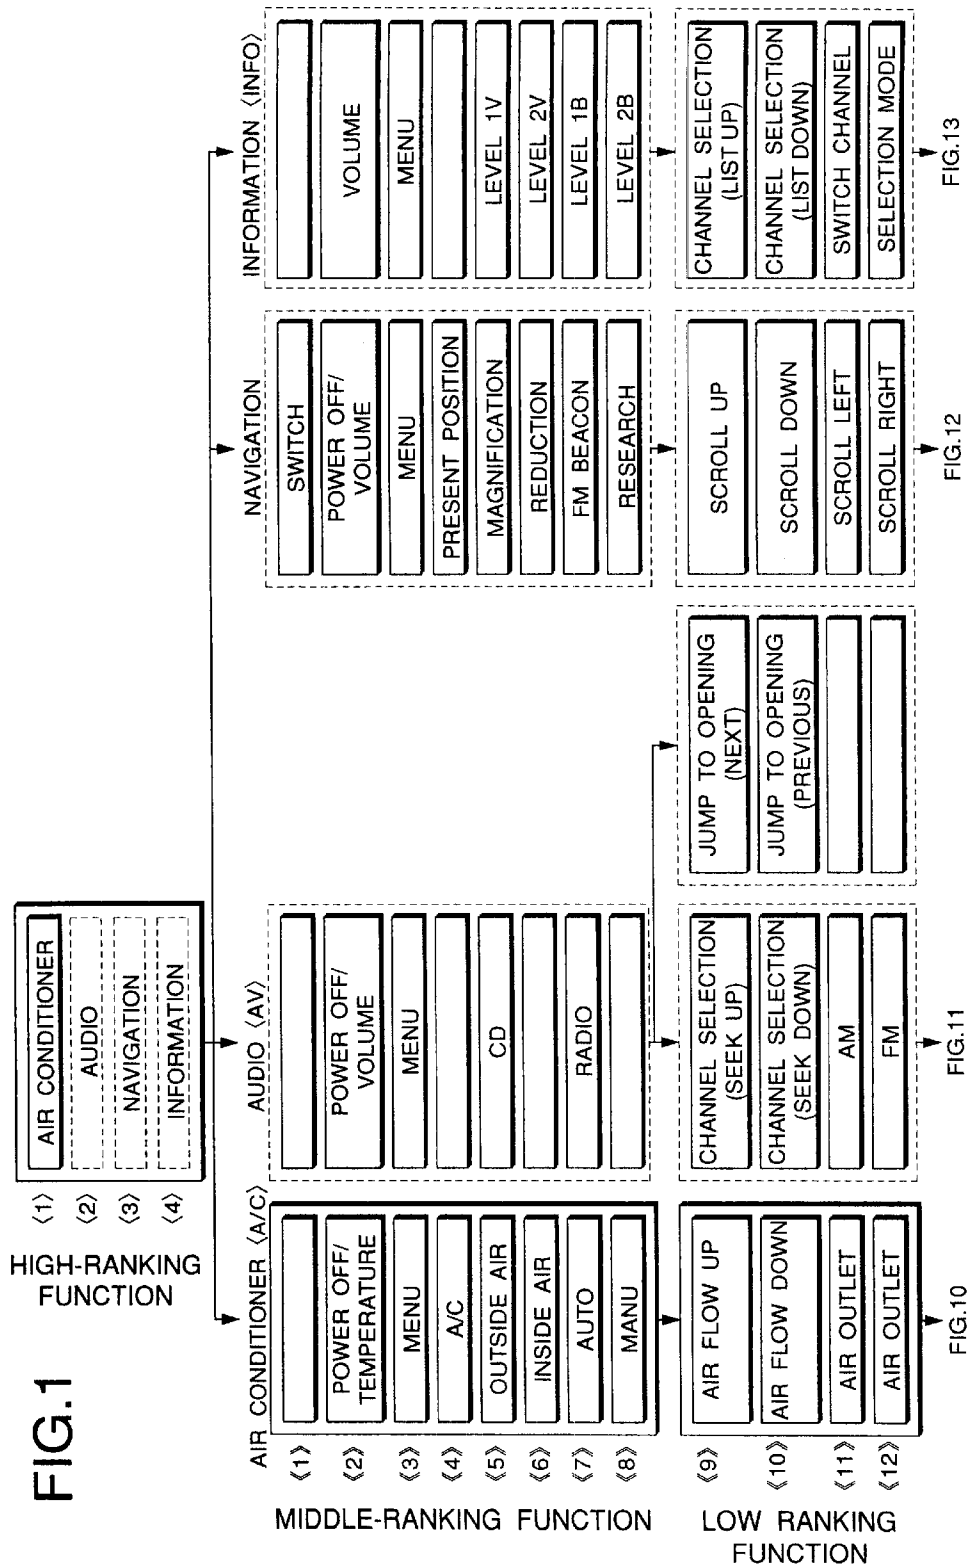 FIG.1
HIGH-RANKING
FUNCTION
〈1〉 AIR CONDITIONER
〈2〉 AUDIO
〈3〉 NAVIGATION
〈4〉 INFORMATION
MIDDLE-RANKING FUNCTION
《1》
《2》
《3》
《4》
《5》
《6》
《7》
《8》
AIR CONDITIONER 〈A/C〉
POWER OFF/
TEMPERATURE
MENU
A/C
OUTSIDE AIR
INSIDE AIR
AUTO
MANU
AUDIO 〈AV〉
POWER OFF/
VOLUME
MENU
CD
RADIO
NAVIGATION
SWITCH
POWER OFF/
VOLUME
MENU
PRESENT POSITION
MAGNIFICATION
REDUCTION
FM BEACON
RESEARCH
INFORMATION 〈INFO〉
VOLUME
MENU
LEVEL 1V
LEVEL 2V
LEVEL 1B
LEVEL 2B
LOW RANKING
FUNCTION
《9》
《10》
《11》
《12》
AIR FLOW UP
AIR FLOW DOWN
AIR OUTLET
AIR OUTLET
FIG.10
CHANNEL SELECTION
(SEEK UP)
CHANNEL SELECTION
(SEEK DOWN)
AM
FM
FIG.11
JUMP TO OPENING
(NEXT)
JUMP TO OPENING
(PREVIOUS)
SCROLL UP
SCROLL DOWN
SCROLL LEFT
SCROLL RIGHT
FIG.12
CHANNEL SELECTION
(LIST UP)
CHANNEL SELECTION
(LIST DOWN)
SWITCH CHANNEL
SELECTION MODE
FIG.13